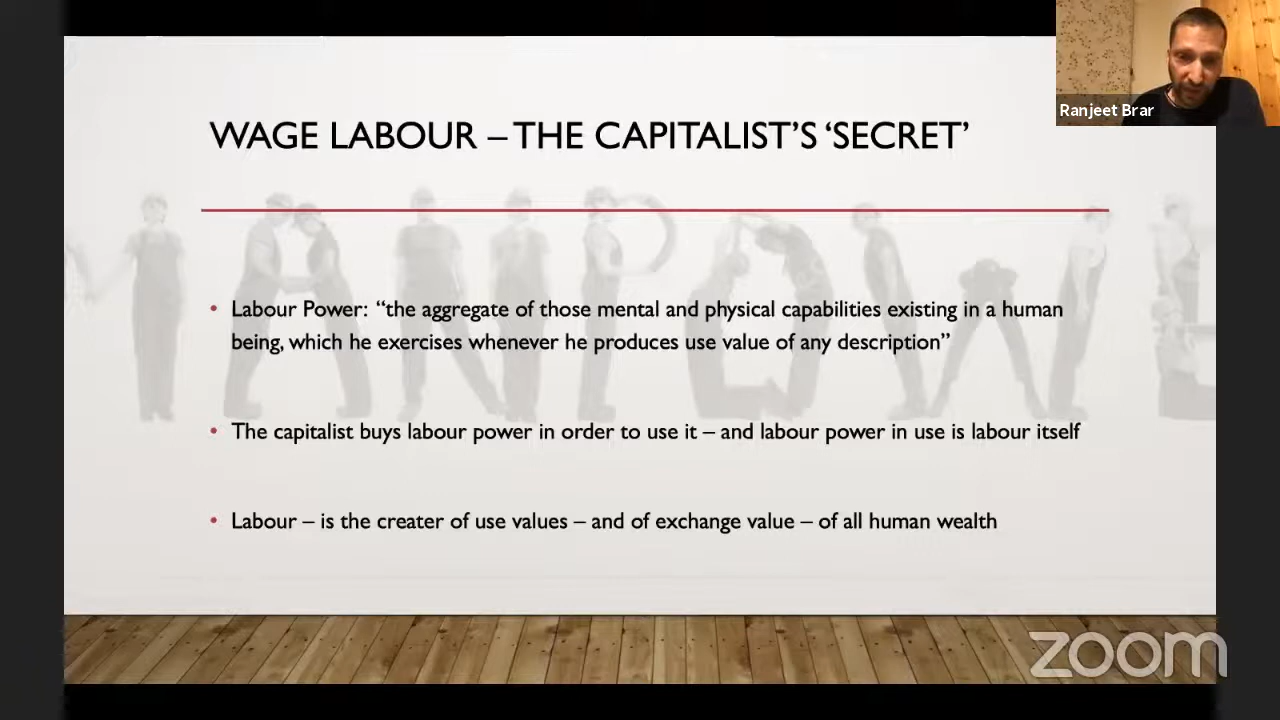 Ranjeet Brar
WAGE LABOUR – THE CAPITALIST’S ‘SECRET’
• Labour Power: “the aggregate of those mental and physical capabilities existing in a human
being, which he exercises whenever he produces use value of any description”
• The capitalist buys labour power in order to use it – and labour power in use is labour itself
• Labour – is the creater of use values – and of exchange value – of all human wealth
zoom